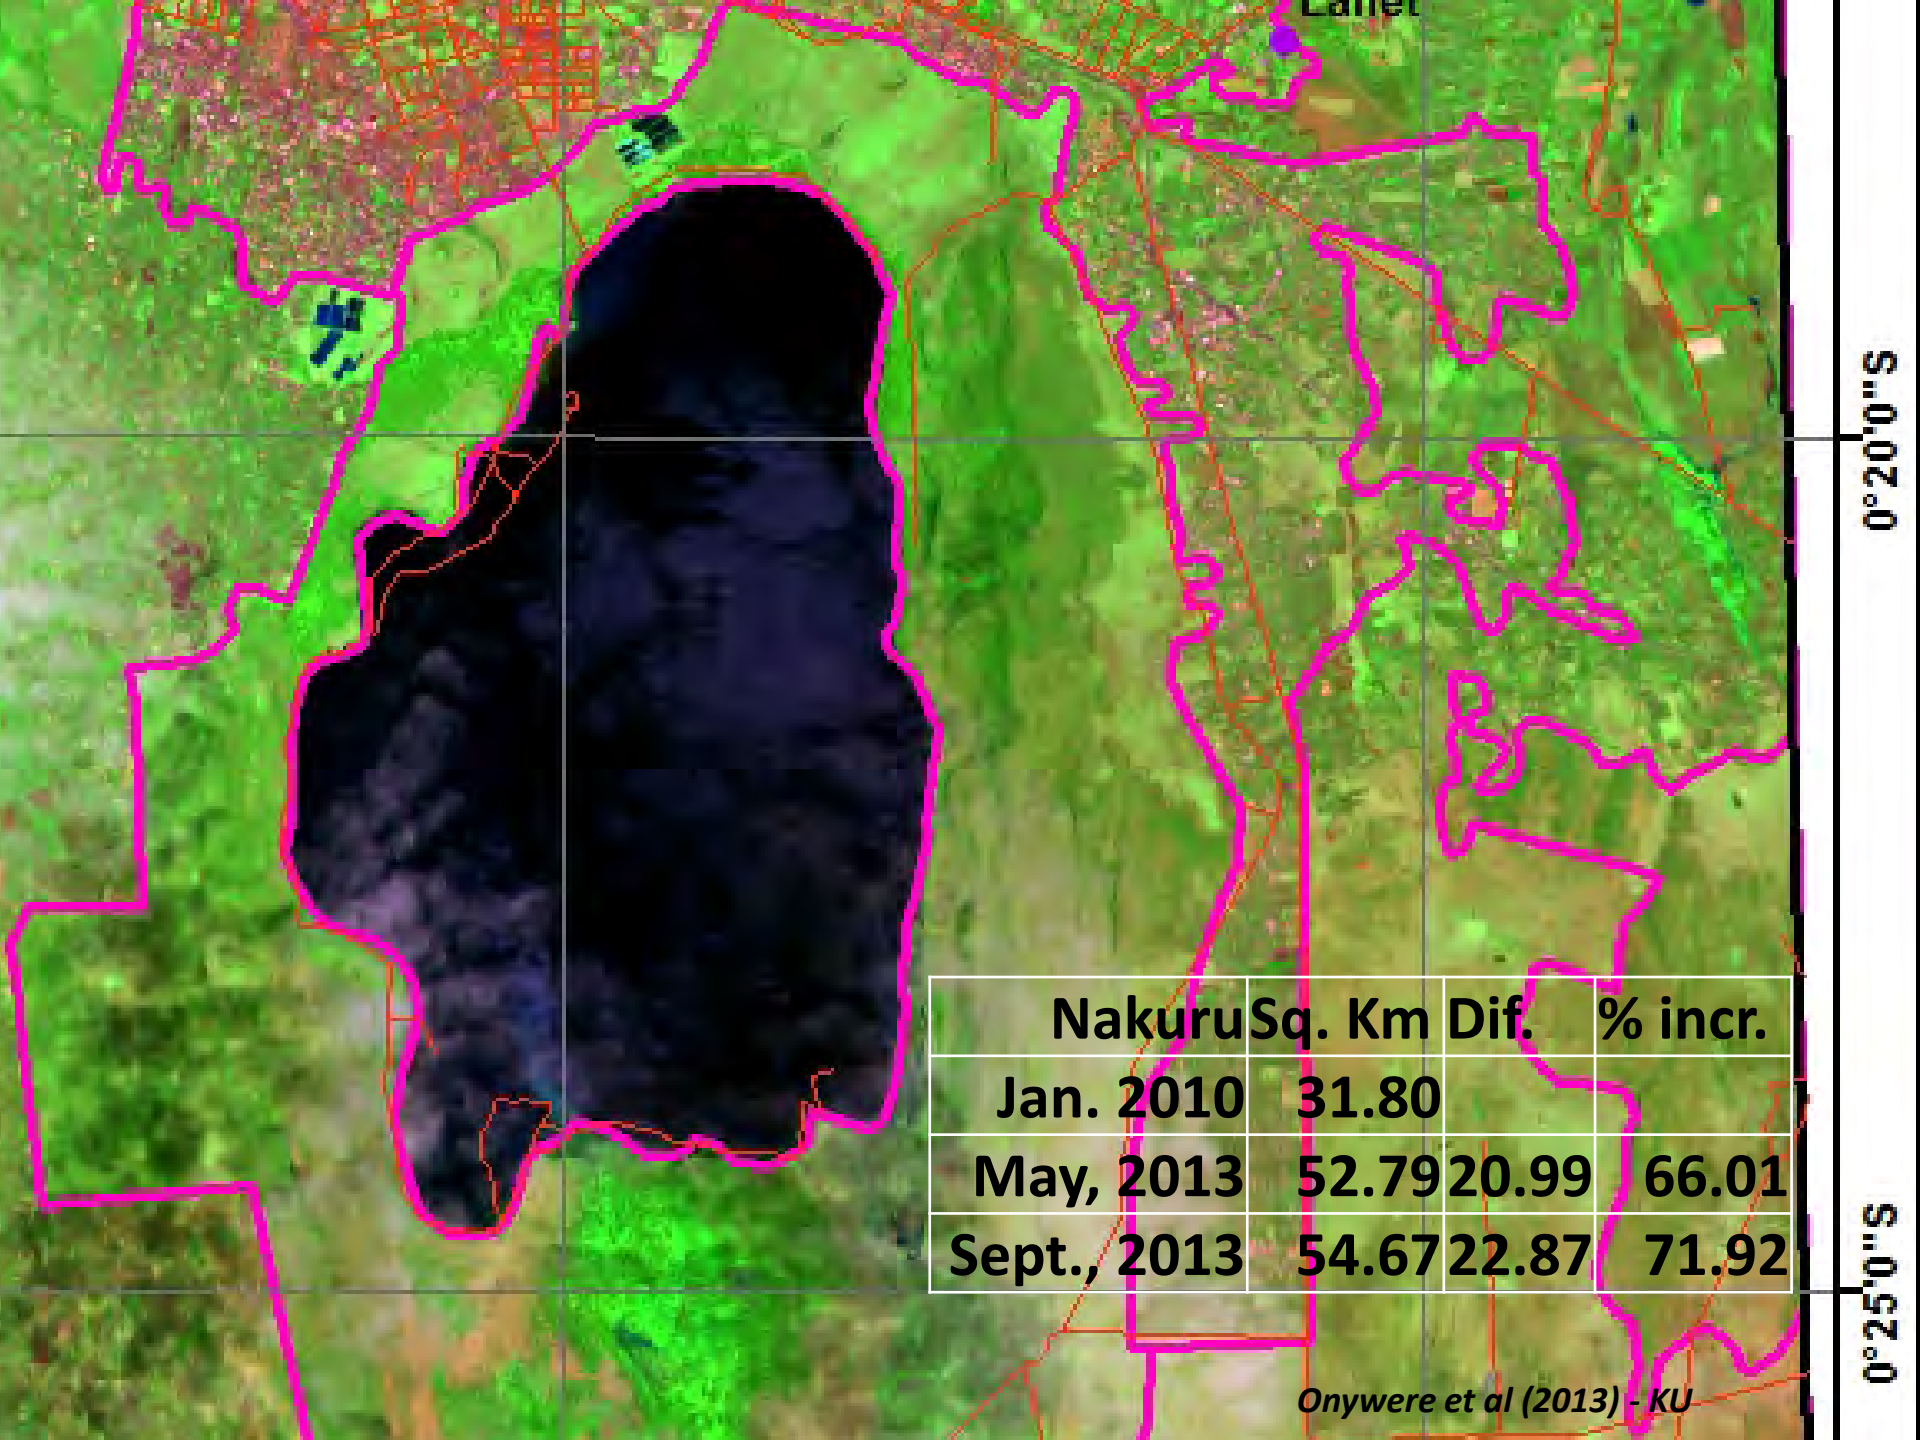 Lanet
0°20'0"S
Nakuru Sq. Km Dif. % incr.
Jan. 2010 31.80
May, 2013 52.79 20.99 66.01
Sept., 2013 54.67 22.87 71.92
0°25'0"S
Onywere et al (2013) - KU